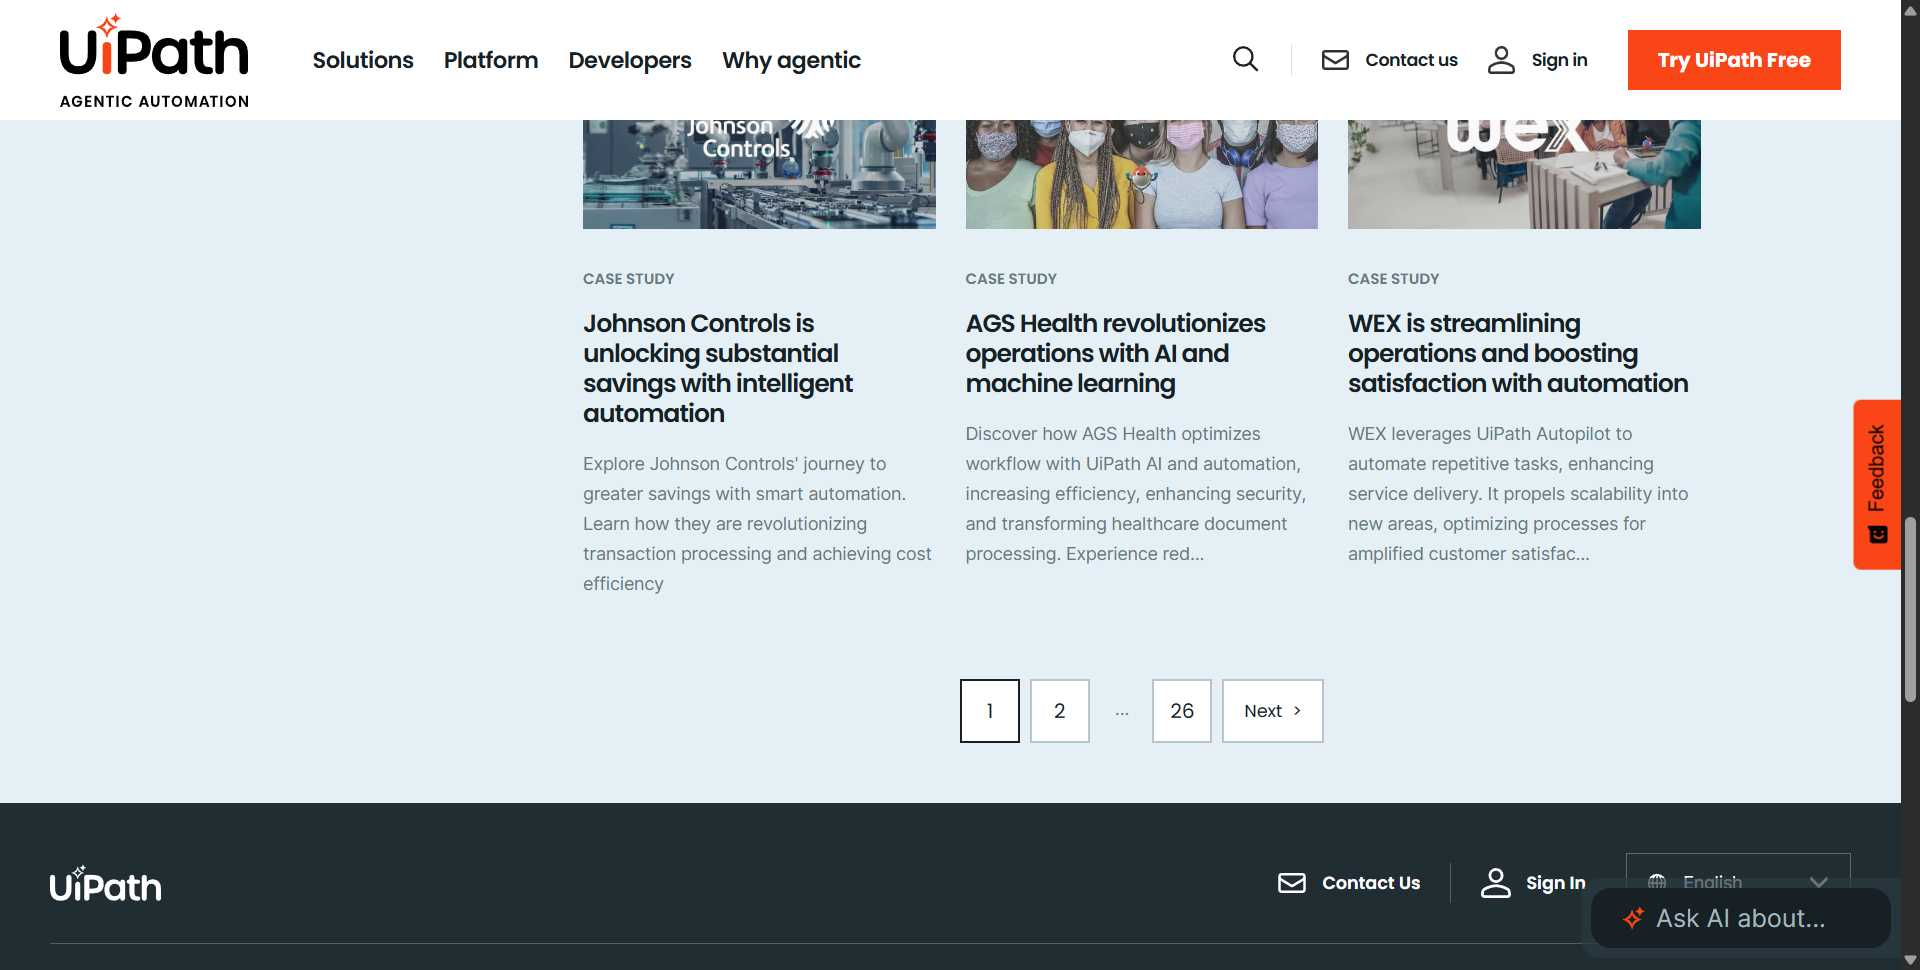 UiPath
AGENTIC AUTOMATION
Solutions
Platform
Developers
Why agentic
Contact us
Sign in
Try UiPath Free
Johnson
Controls
wex
CASE STUDY
Johnson Controls is
unlocking substantial
savings with intelligent
automation
Explore Johnson Controls' journey to
greater savings with smart automation.
Learn how they are revolutionizing
transaction processing and achieving cost
efficiency
CASE STUDY
AGS Health revolutionizes
operations with AI and
machine learning
Discover how AGS Health optimizes
workflow with UiPath AI and automation,
increasing efficiency, enhancing security,
and transforming healthcare document
processing. Experience red...
CASE STUDY
WEX is streamlining
operations and boosting
satisfaction with automation
WEX leverages UiPath Autopilot to
automate repetitive tasks, enhancing
service delivery. It propels scalability into
new areas, optimizing processes for
amplified customer satisfac...
Feedback
1
2
...
26
Next >
UiPath
Contact Us
Sign In
English
Ask AI about...